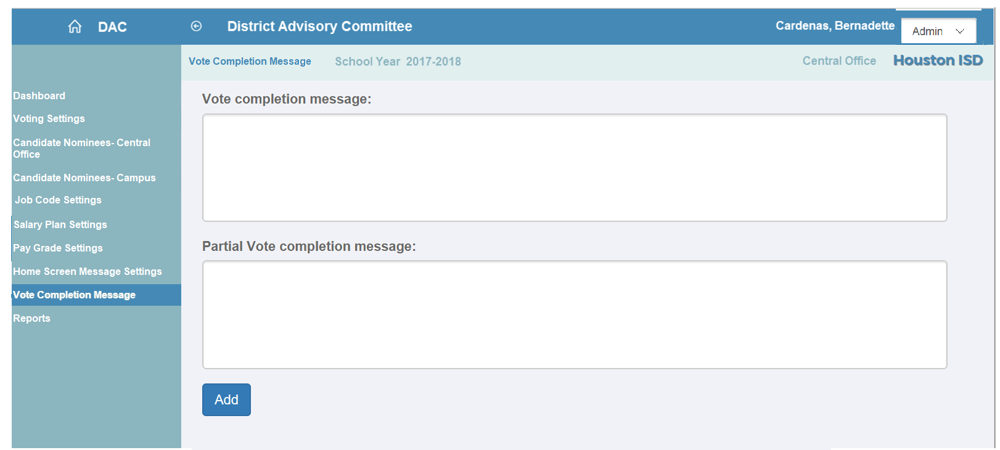 DAC
District Advisory Committee
Cardenas, Bernadette
Admin
Vote Completion Message
School Year 2017-2018
Central Office
Houston ISD
Dashboard
Voting Settings
Candidate Nominees- Central
Office
Candidate Nominees- Campus
Job Code Settings
Salary Plan Settings
Pay Grade Settings
Home Screen Message Settings
Vote Completion Message
Reports
Vote completion message:
Partial Vote completion message:
Add